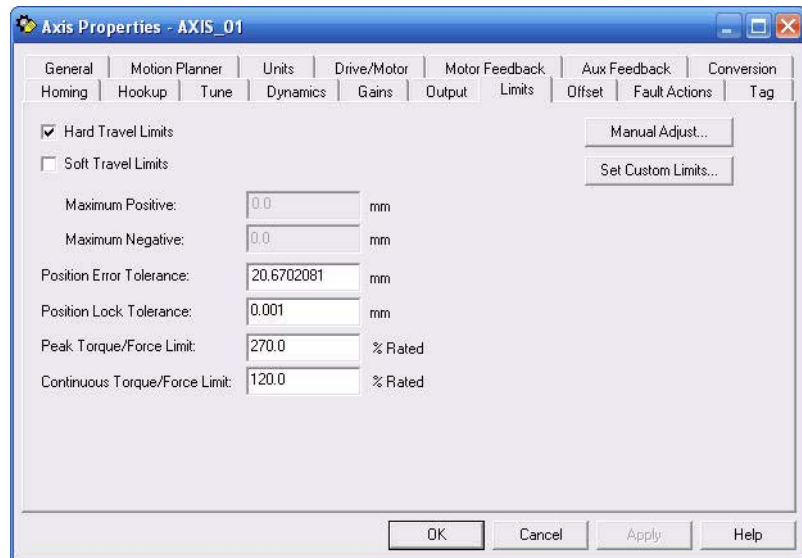 Axis Properties - AXIS_01
General Motion Planner Units Drive/Motor Motor Feedback Aux Feedback Conversion
Homing Hookup Tune Dynamics Gains Output Limits Offset Fault Actions Tag
Hard Travel Limits Manual Adjust...
Soft Travel Limits Set Custom Limits...
Maximum Positive: 0.0 mm
Maximum Negative: 0.0 mm
Position Error Tolerance: 20.6702081 mm
Position Lock Tolerance: 0.001 mm
Peak Torque/Force Limit: 270.0 % Rated
Continuous Torque/Force Limit: 120.0 % Rated
OK Cancel Apply Help